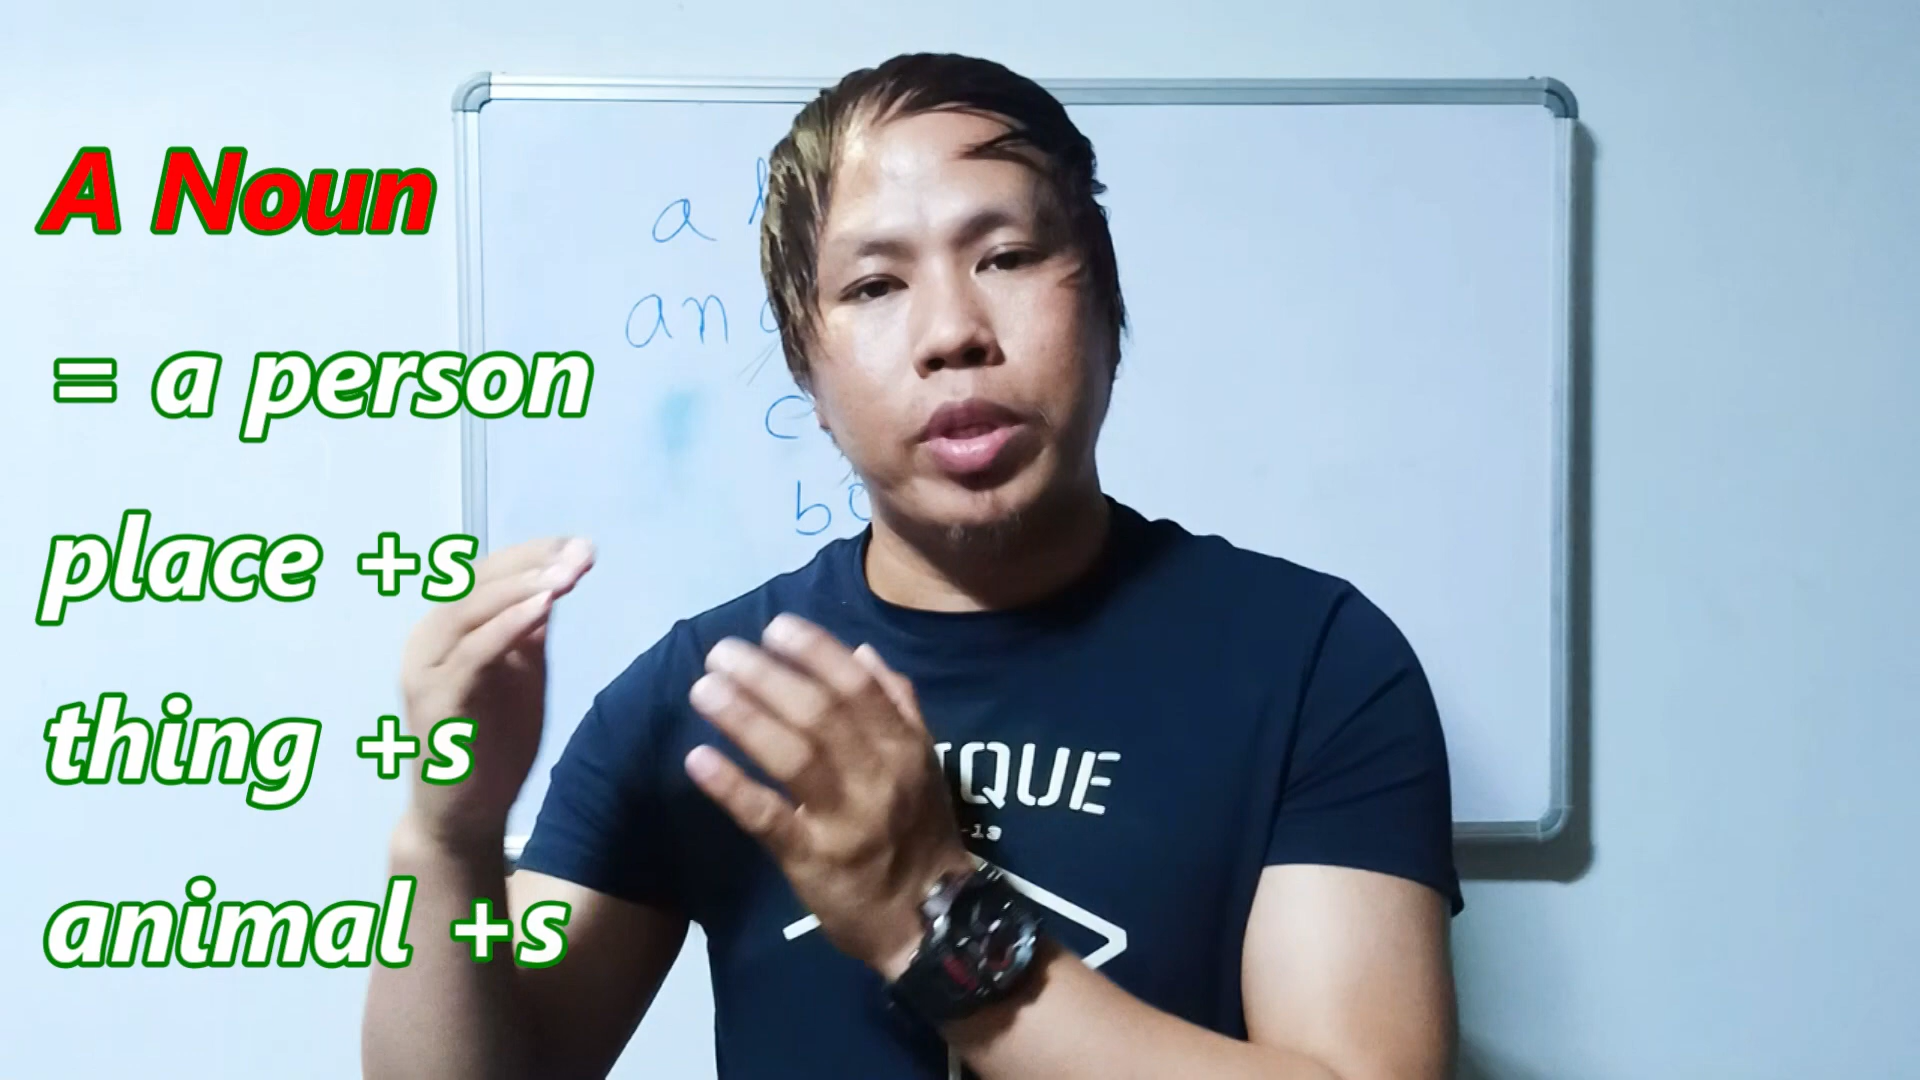 A Noun
= a person
place +s
thing +s
animal +s
a
an